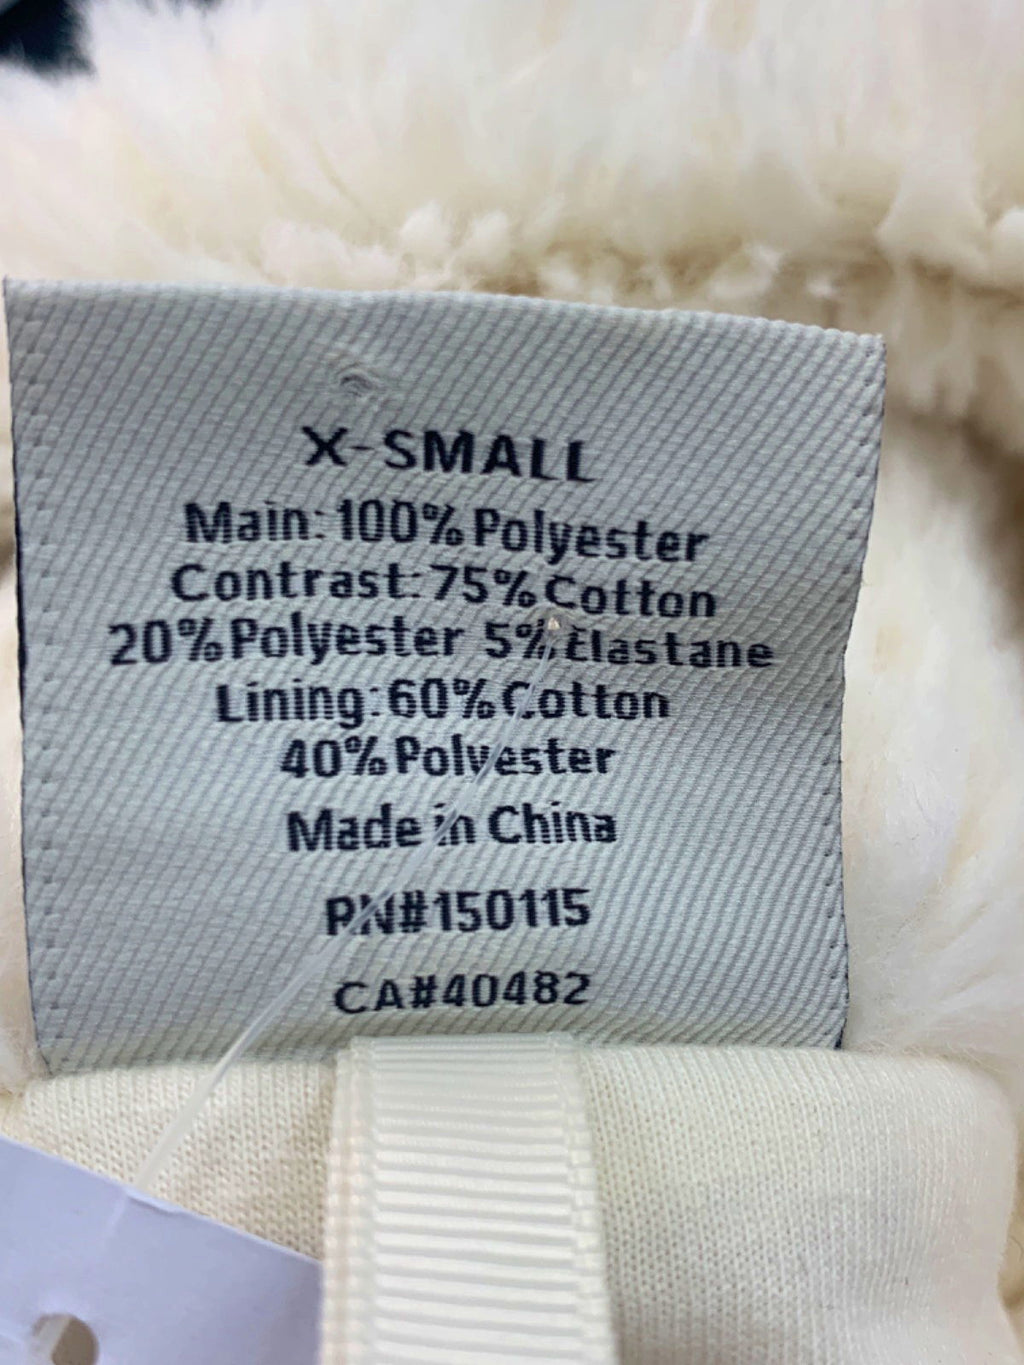 X-SMALL
Main: 100% Polyester
Contrast: 75% Cotton
20% Polyester 5% Elastane
Lining: 60% Cotton
40% Polyester
Made in China
RN#150115
CA#40482